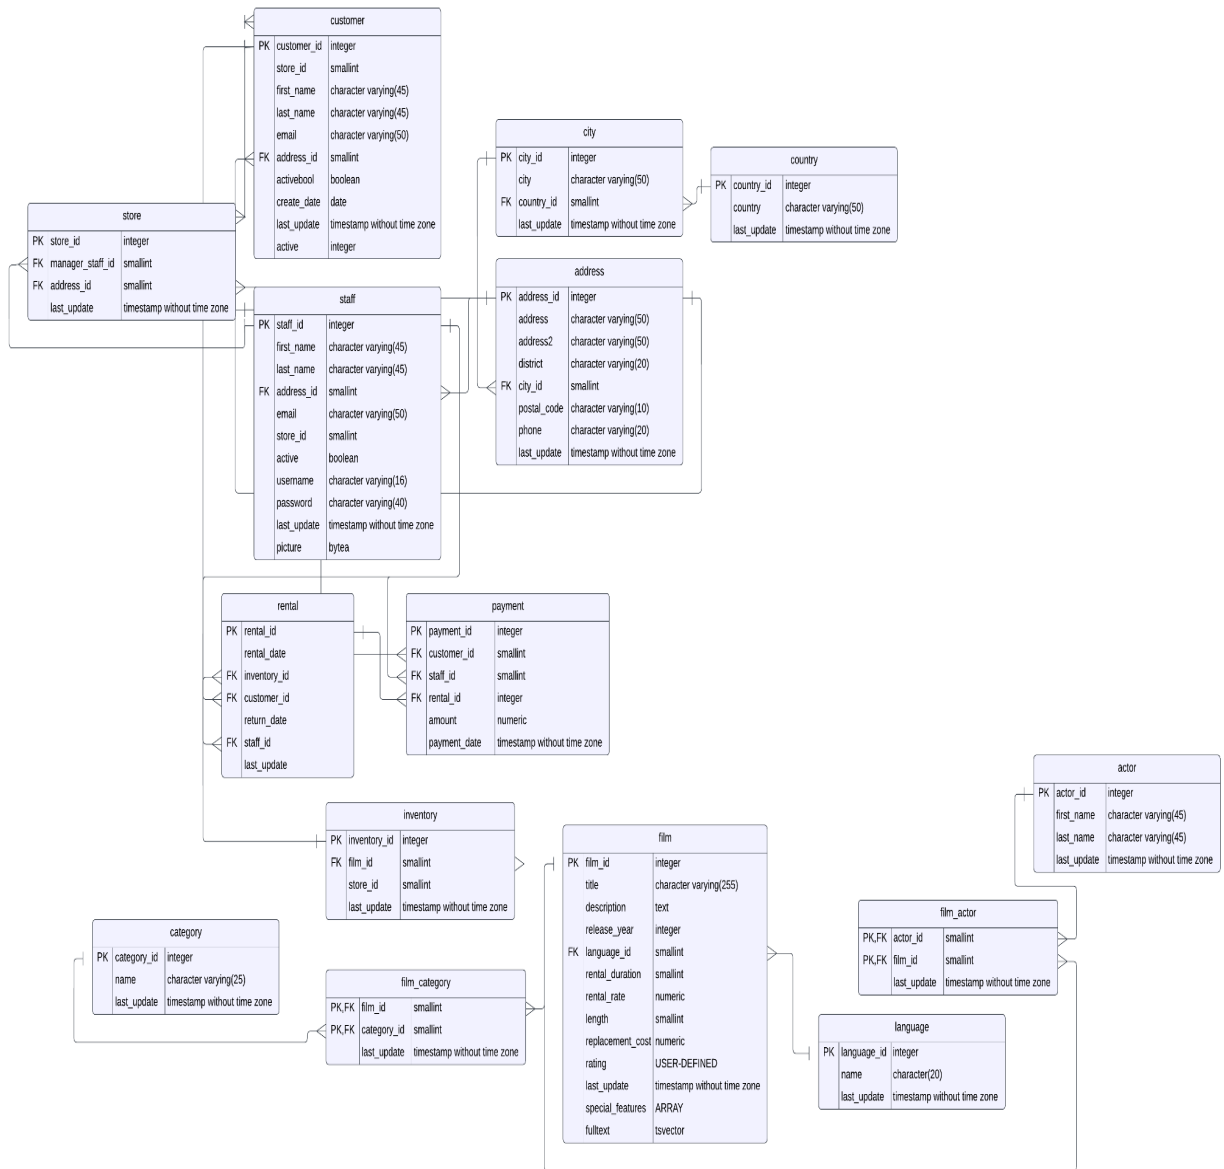 customer
PK customer_id integer
store_id smallint
first_name character varying(45)
last_name character varying(45)
email character varying(50)
FK address_id smallint
activebool boolean
create_date date
last_update timestamp without time zone
active integer
city
PK city_id integer
city character varying(50)
FK country_id smallint
last_update timestamp without time zone
country
PK country_id integer
country character varying(50)
last_update timestamp without time zone
store
PK store_id integer
FK manager_staff_id smallint
FK address_id smallint
last_update timestamp without time zone
staff
PK staff_id integer
first_name character varying(45)
last_name character varying(45)
FK address_id smallint
email character varying(50)
store_id smallint
active boolean
username character varying(16)
password character varying(40)
last_update timestamp without time zone
picture bytea
address
PK address_id integer
address character varying(50)
address2 character varying(50)
district character varying(20)
FK city_id smallint
postal_code character varying(10)
phone character varying(20)
last_update timestamp without time zone
rental
PK rental_id
rental_date
FK inventory_id
FK customer_id
return_date
FK staff_id
last_update
payment
PK payment_id integer
FK customer_id smallint
FK staff_id smallint
FK rental_id integer
amount numeric
payment_date timestamp without time zone
inventory
PK inventory_id integer
FK film_id smallint
store_id smallint
last_update timestamp without time zone
film
PK film_id integer
title character varying(255)
description text
release_year integer
FK language_id smallint
rental_duration smallint
rental_rate numeric
length smallint
replacement_cost numeric
rating USER-DEFINED
last_update timestamp without time zone
special_features ARRAY
fulltext tsvector
actor
PK actor_id integer
first_name character varying(45)
last_name character varying(45)
last_update timestamp without time zone
film_actor
PK,FK actor_id smallint
PK,FK film_id smallint
last_update timestamp without time zone
category
PK category_id integer
name character varying(25)
last_update timestamp without time zone
film_category
PK,FK film_id smallint
PK,FK category_id smallint
last_update timestamp without time zone
language
PK language_id integer
name character(20)
last_update timestamp without time zone